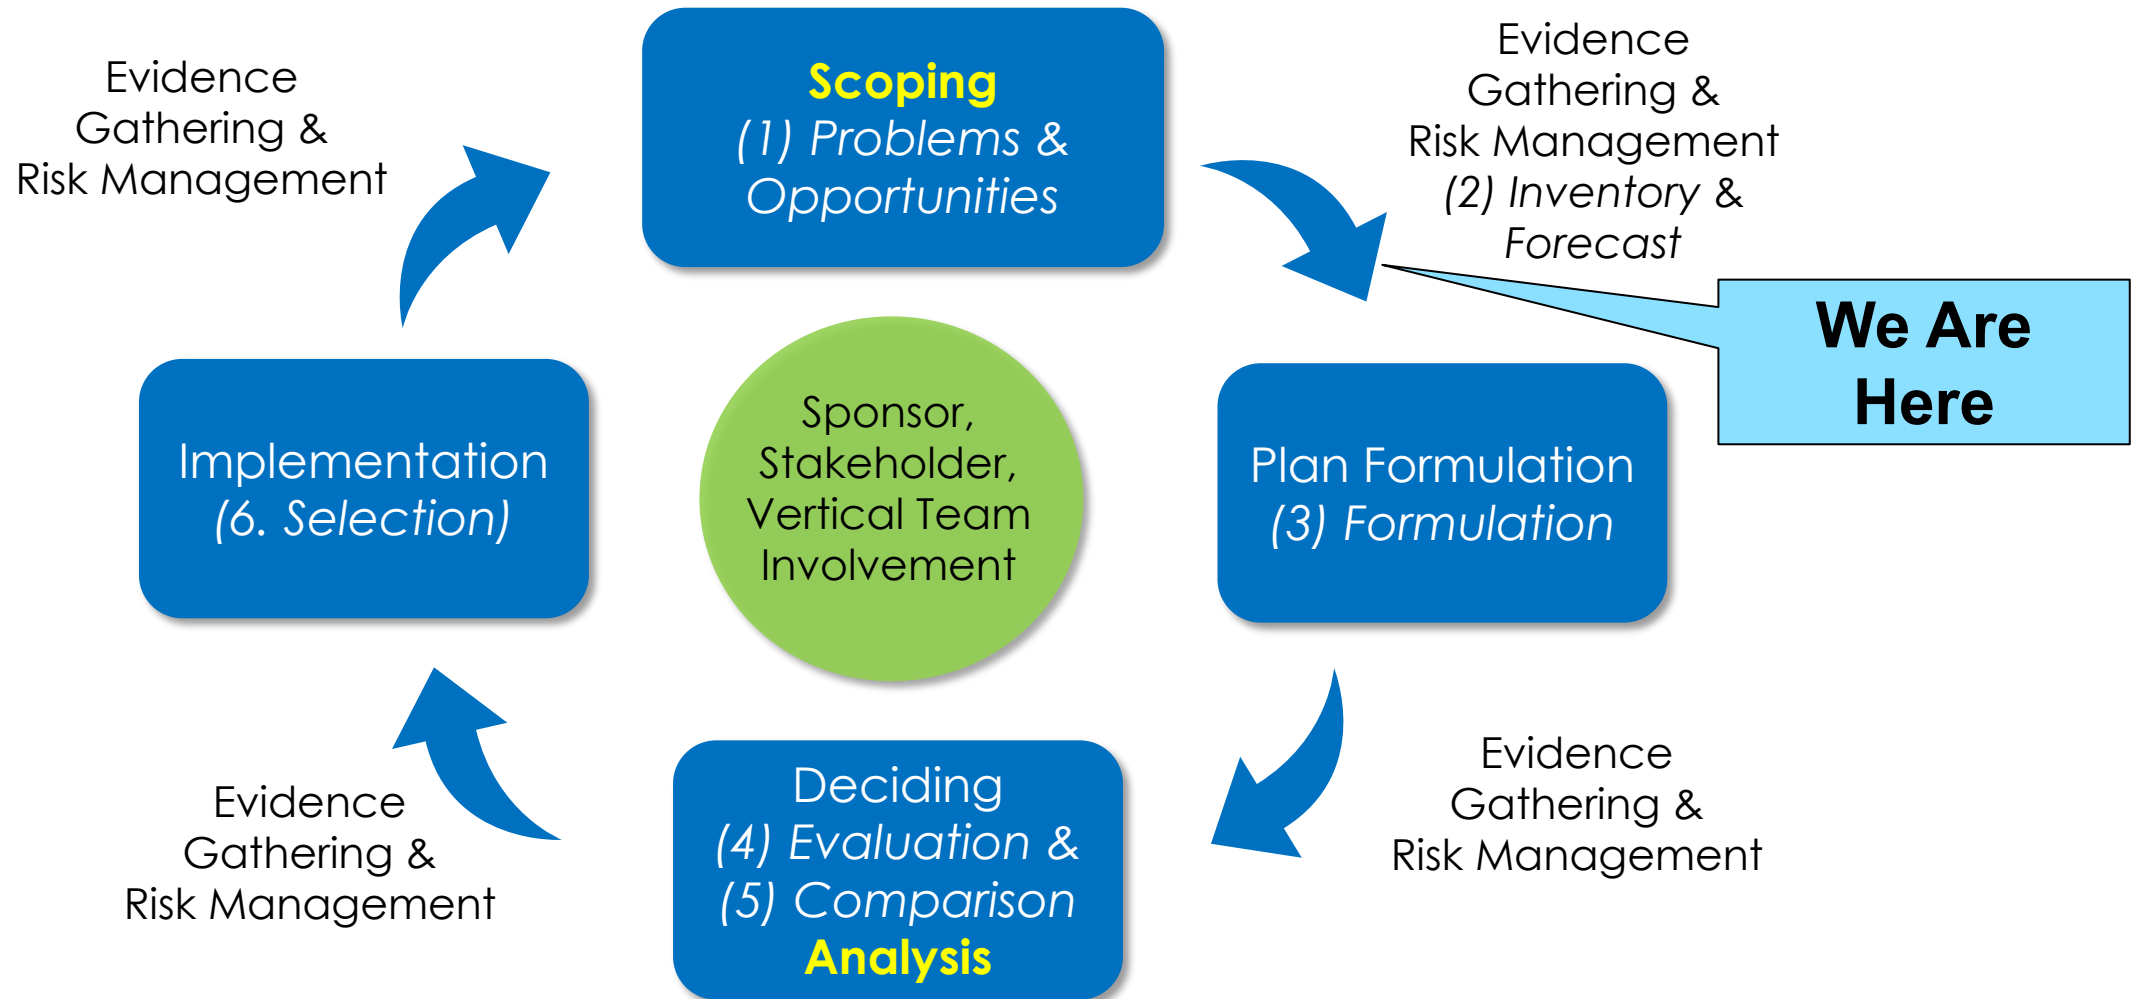 Evidence
Gathering &
Risk Management
Scoping
(1) Problems &
Opportunities
Evidence
Gathering &
Risk Management
(2) Inventory &
Forecast
We Are
Here
Implementation
(6. Selection)
Sponsor,
Stakeholder,
Vertical Team
Involvement
Plan Formulation
(3) Formulation
Evidence
Gathering &
Risk Management
Deciding
(4) Evaluation &
(5) Comparison
Analysis
Evidence
Gathering &
Risk Management